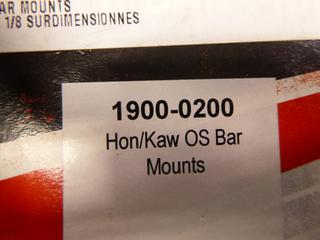 AR MOUNTS
1/8 SURDIMENSIONNES
1900-0200
Hon/Kaw OS Bar
Mounts